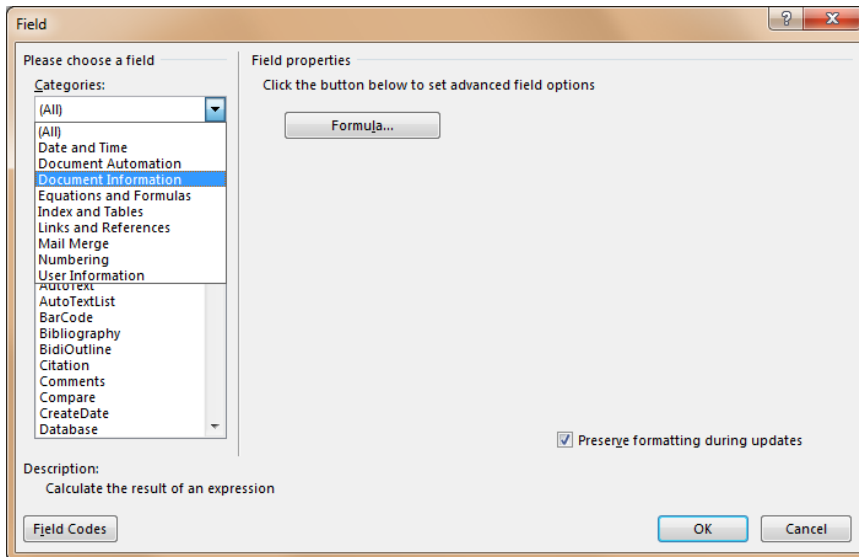 Field
Please choose a field
Categories:
(All)
(All)
Date and Time
Document Automation
Document Information
Equations and Formulas
Index and Tables
Links and References
Mail Merge
Numbering
User Information
AutoText
AutoTextList
BarCode
Bibliography
BidiOutline
Citation
Comments
Compare
CreateDate
Database
Field properties
Click the button below to set advanced field options
Formula...
Preserve formatting during updates
Description:
Calculate the result of an expression
Field Codes
OK
Cancel